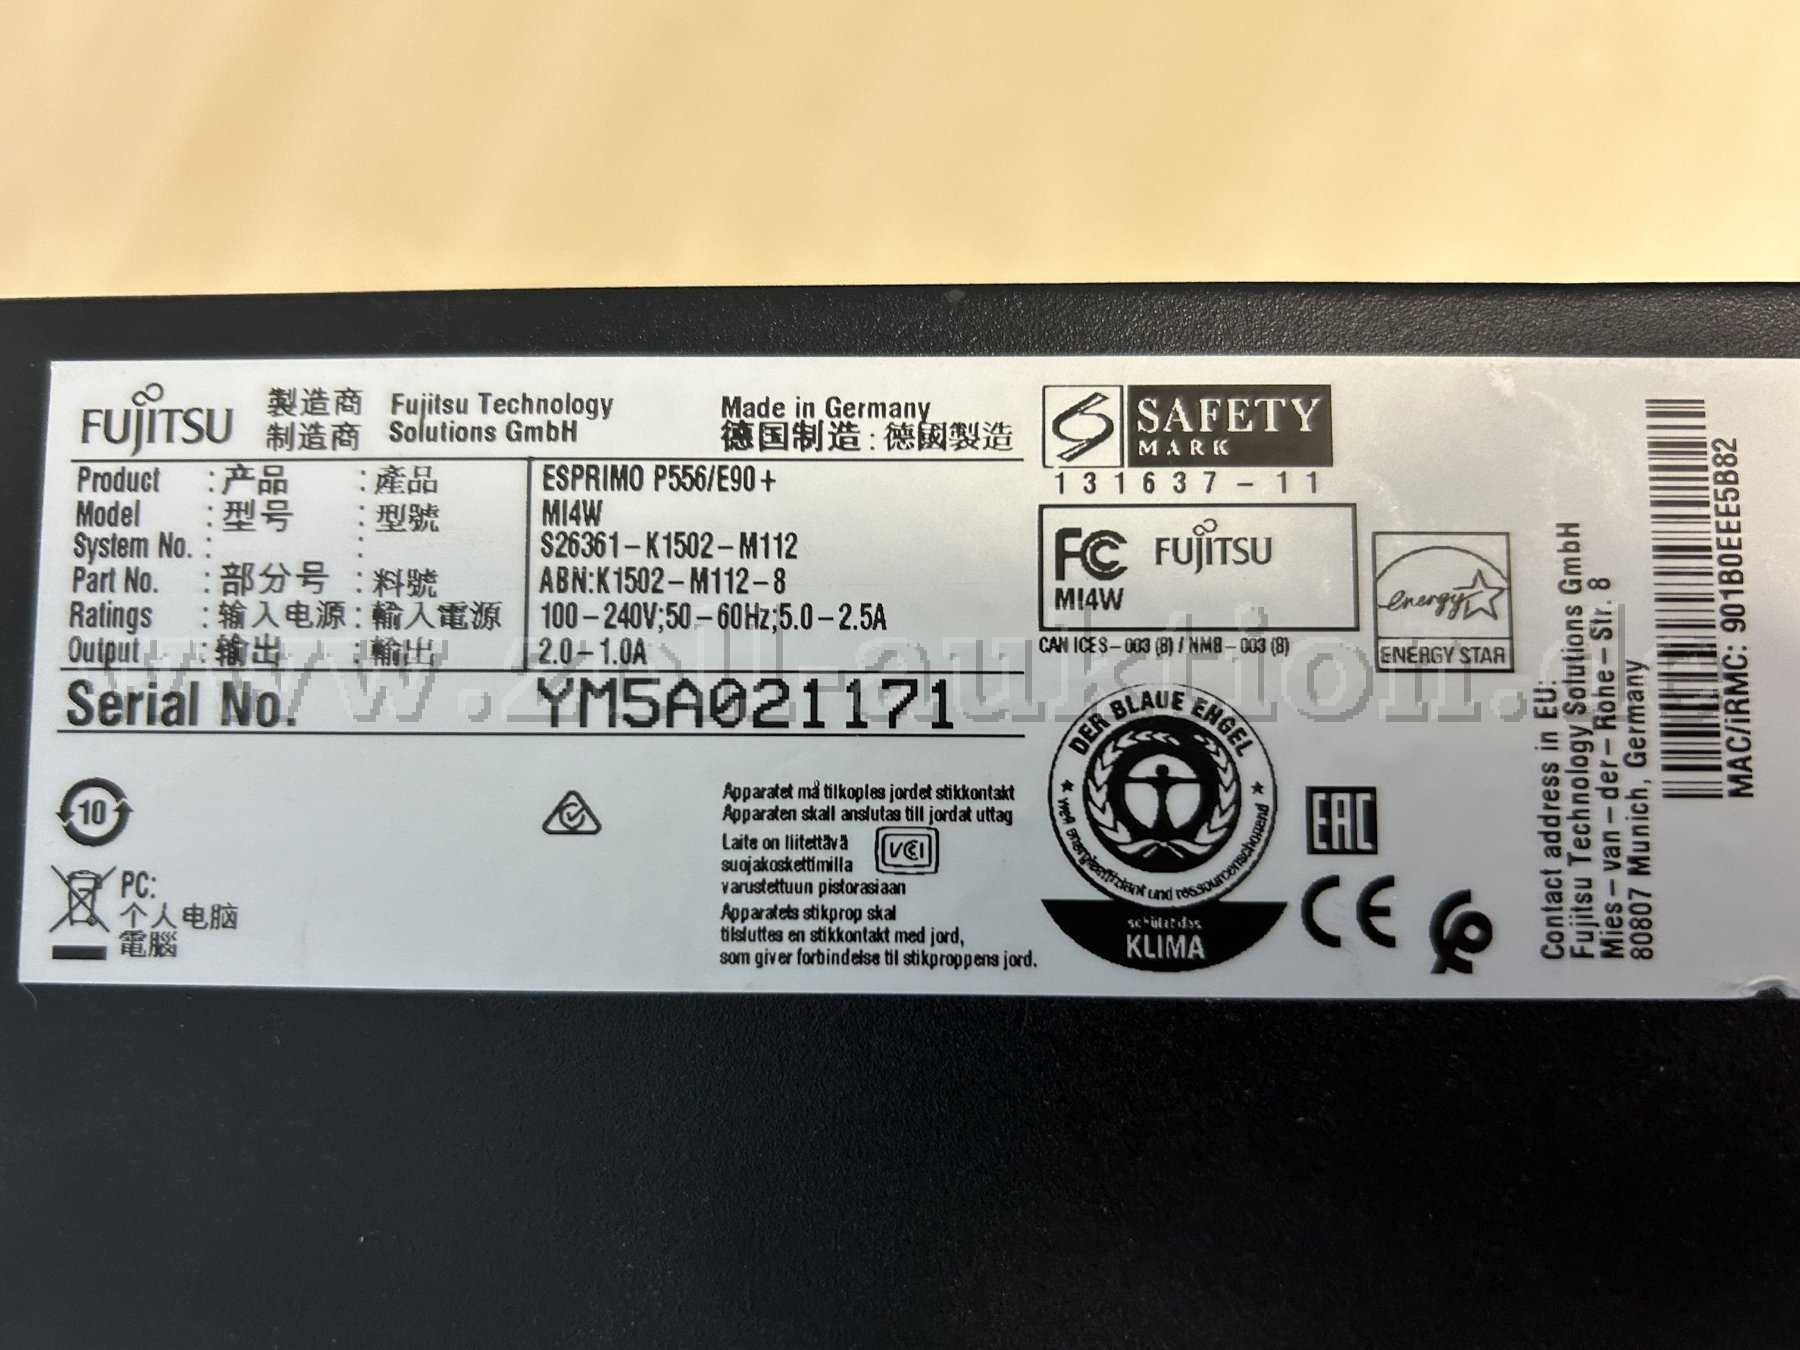 FUJITSU 製造商 Fujitsu Technology Made in Germany
制造商 Solutions GmbH 德国制造:德國製造
Product :产品 :產品 ESPRIMO P556/E90+
Model :型号 :型號 MI4W
System No. : : S26361-K1502-M112
Part No. :部分号 :料號 ABN:K1502-M112-8
Ratings :输入电源:輸入電源 100-240V;50-60Hz;5.0-2.5A
Output :输出 :輸出 2.0-1.0A
Serial No. YM5A021171
www.zoll-auktion.de
10
PC:
个人电脑
電腦
Apparatet må tilkoples jordet stikkontakt
Apparaten skall anslutas till jordat uttag
Laite on liitettävä
suojakoskettimilla
varustettuun pistorasiaan
VCCI
Apparatets stikprop skal
tilsluttes en stikkontakt med jord,
som giver forbindelse til stikproppens jord.
SAFETY
MARK
131637-11
FC FUJITSU
MI4W
CAN ICES-003 (B) / NMB-003 (B)
energy
ENERGY STAR
DER BLAUE ENGEL
weil energieeffizient und ressourcenschonend
schützt das
KLIMA
EAC
CE
Contact address in EU:
Fujitsu Technology Solutions GmbH
Mies-van-der-Rohe-Str. 8
80807 Munich, Germany
MAC/iRMC: 901B0EEE5B82